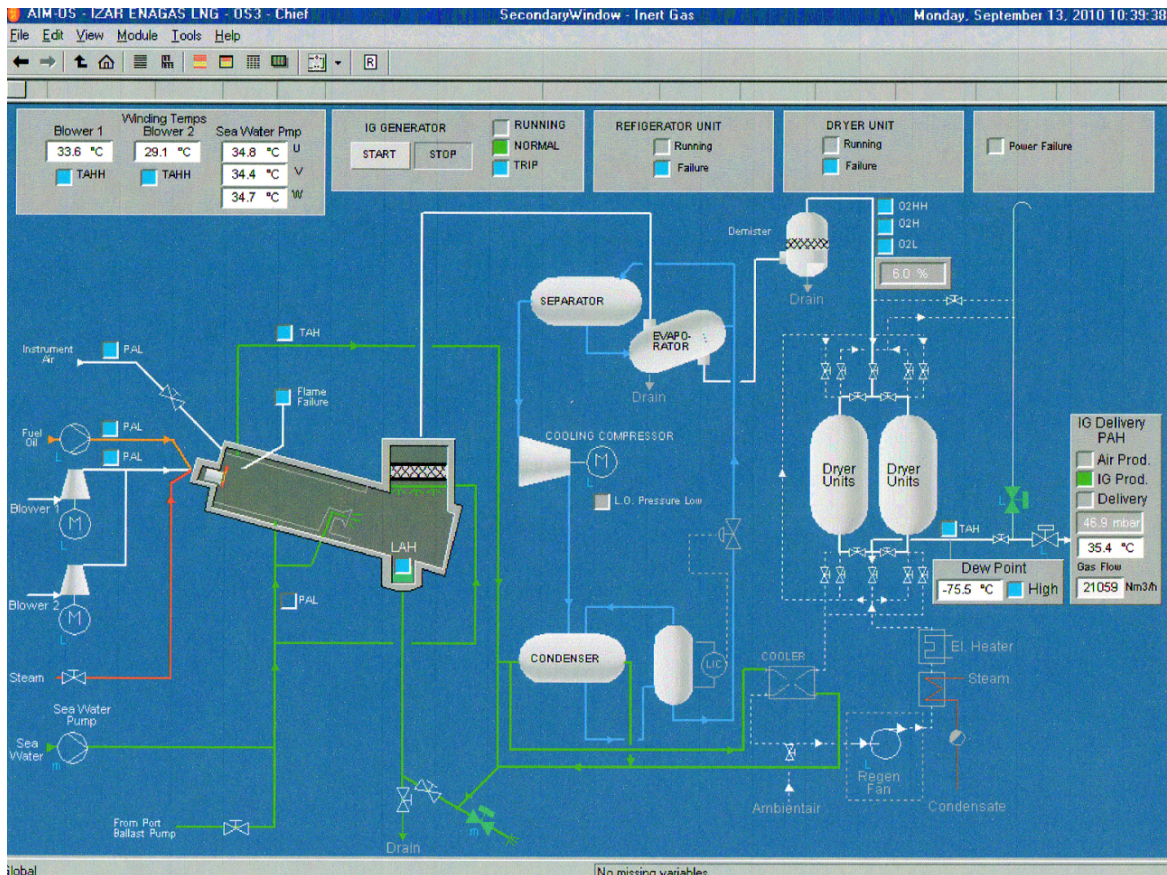 AIM-OS - IZAR ENAGAS LNG - OS3 - Chief
SecondaryWindow - Inert Gas
Monday, September 13, 2010 10:39:38
File Edit View Module Tools Help
R
Winding Temps
Blower 1
Blower 2
Sea Water Pmp
33.6 °C
29.1 °C
34.8 °C U
TAHH
TAHH
34.4 °C V
34.7 °C W
IG GENERATOR
START
STOP
RUNNING
NORMAL
TRIP
REFIGERATOR UNIT
Running
Failure
DRYER UNIT
Running
Failure
Power Failure
O2HH
O2H
O2L
6.0 %
Demister
Drain
SEPARATOR
EVAPO-
RATOR
Drain
TAH
Instrument
Air
PAL
Flame
Failure
Fuel
Oil
PAL
L
PAL
Blower 1
M
L
Blower 2
M
L
LAH
PAL
COOLING COMPRESSOR
M
L.O. Pressure Low
Dryer
Units
Dryer
Units
IG Delivery
PAH
Air Prod.
IG Prod.
Delivery
46.9 mbar
35.4 °C
Gas Flow
21059 Nm3/h
L
TAH
L
Dew Point
-75.5 °C
High
Steam
Sea Water
Pump
Sea
Water
m
From Port
Ballast Pump
CONDENSER
LIC
COOLER
El. Heater
Steam
L
Regen
Fan
Ambientair
Condensate
m
Drain
Global
No missing variables